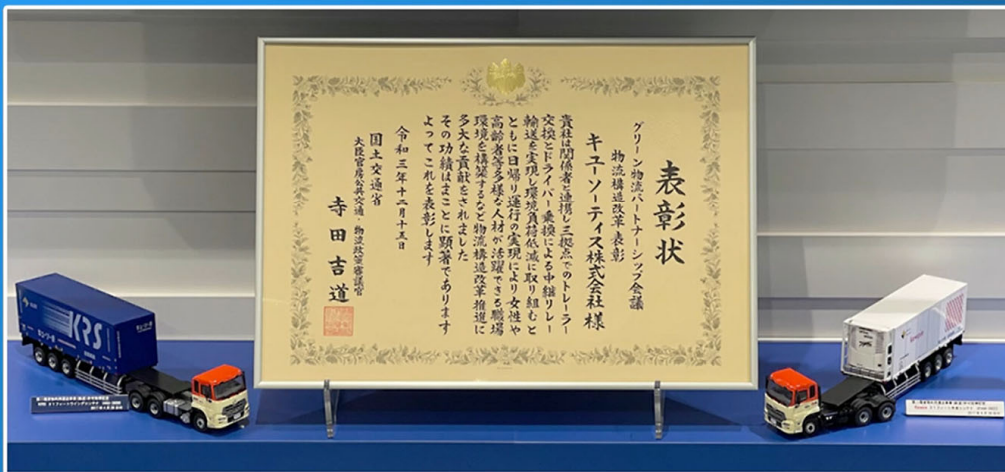 表彰状
グリーン物流パートナーシップ会議
物流構造改革表彰
キユーソーティス株式会社様
貴社は関係者と連携し三拠点でのトレーラー
交換とドライバー乗換による中継リレー
輸送を実現し環境負荷低減に取り組むと
ともに日帰り運行の実現により女性や
高齢者等多様な人材が活躍できる職場
環境を構築するなど物流構造改革推進に
多大な貢献をされました
その功績はまことに顕著であります
よってこれを表彰します
令和三年十二月十五日
国土交通省
大臣官房公共交通・物流政策審議官
寺田吉道
KRS